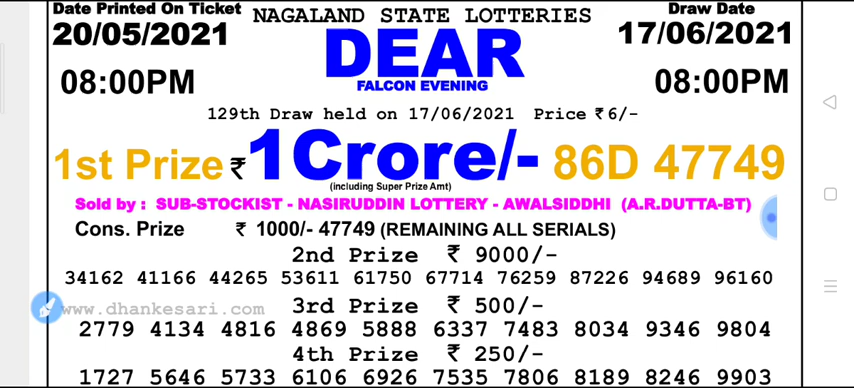 Date Printed On Ticket NAGALAND STATE LOTTERIES Draw Date
20/05/2021 DEAR 17/06/2021
08:00PM FALCON EVENING 08:00PM
129th Draw held on 17/06/2021 Price ₹ 6/-
1st Prize ₹ 1Crore/- 86D 47749
(including Super Prize Amt)
Sold by : SUB-STOCKIST - NASIRUDDIN LOTTERY - AWALSIDDHI (A.R.DUTTA-BT)
Cons. Prize ₹ 1000/- 47749 (REMAINING ALL SERIALS)
2nd Prize ₹ 9000/-
34162 41166 44265 53611 61750 67714 76259 87226 94689 96160
www.dhankesari.com 3rd Prize ₹ 500/-
2779 4134 4816 4869 5888 6337 7483 8034 9346 9804
4th Prize ₹ 250/-
1727 5646 5733 6106 6926 7535 7806 8189 8246 9903